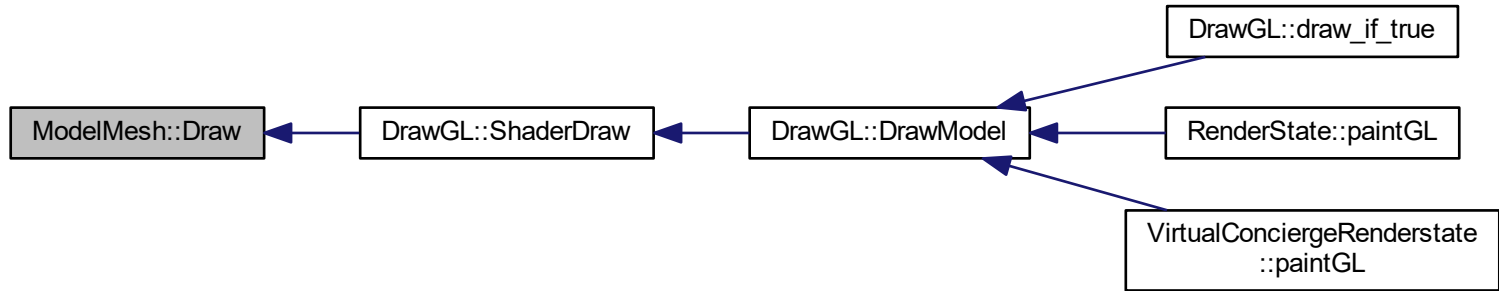 DrawGL::draw_if_true
ModelMesh::Draw
DrawGL::ShaderDraw
DrawGL::DrawModel
RenderState::paintGL
VirtualConciergeRenderstate
::paintGL